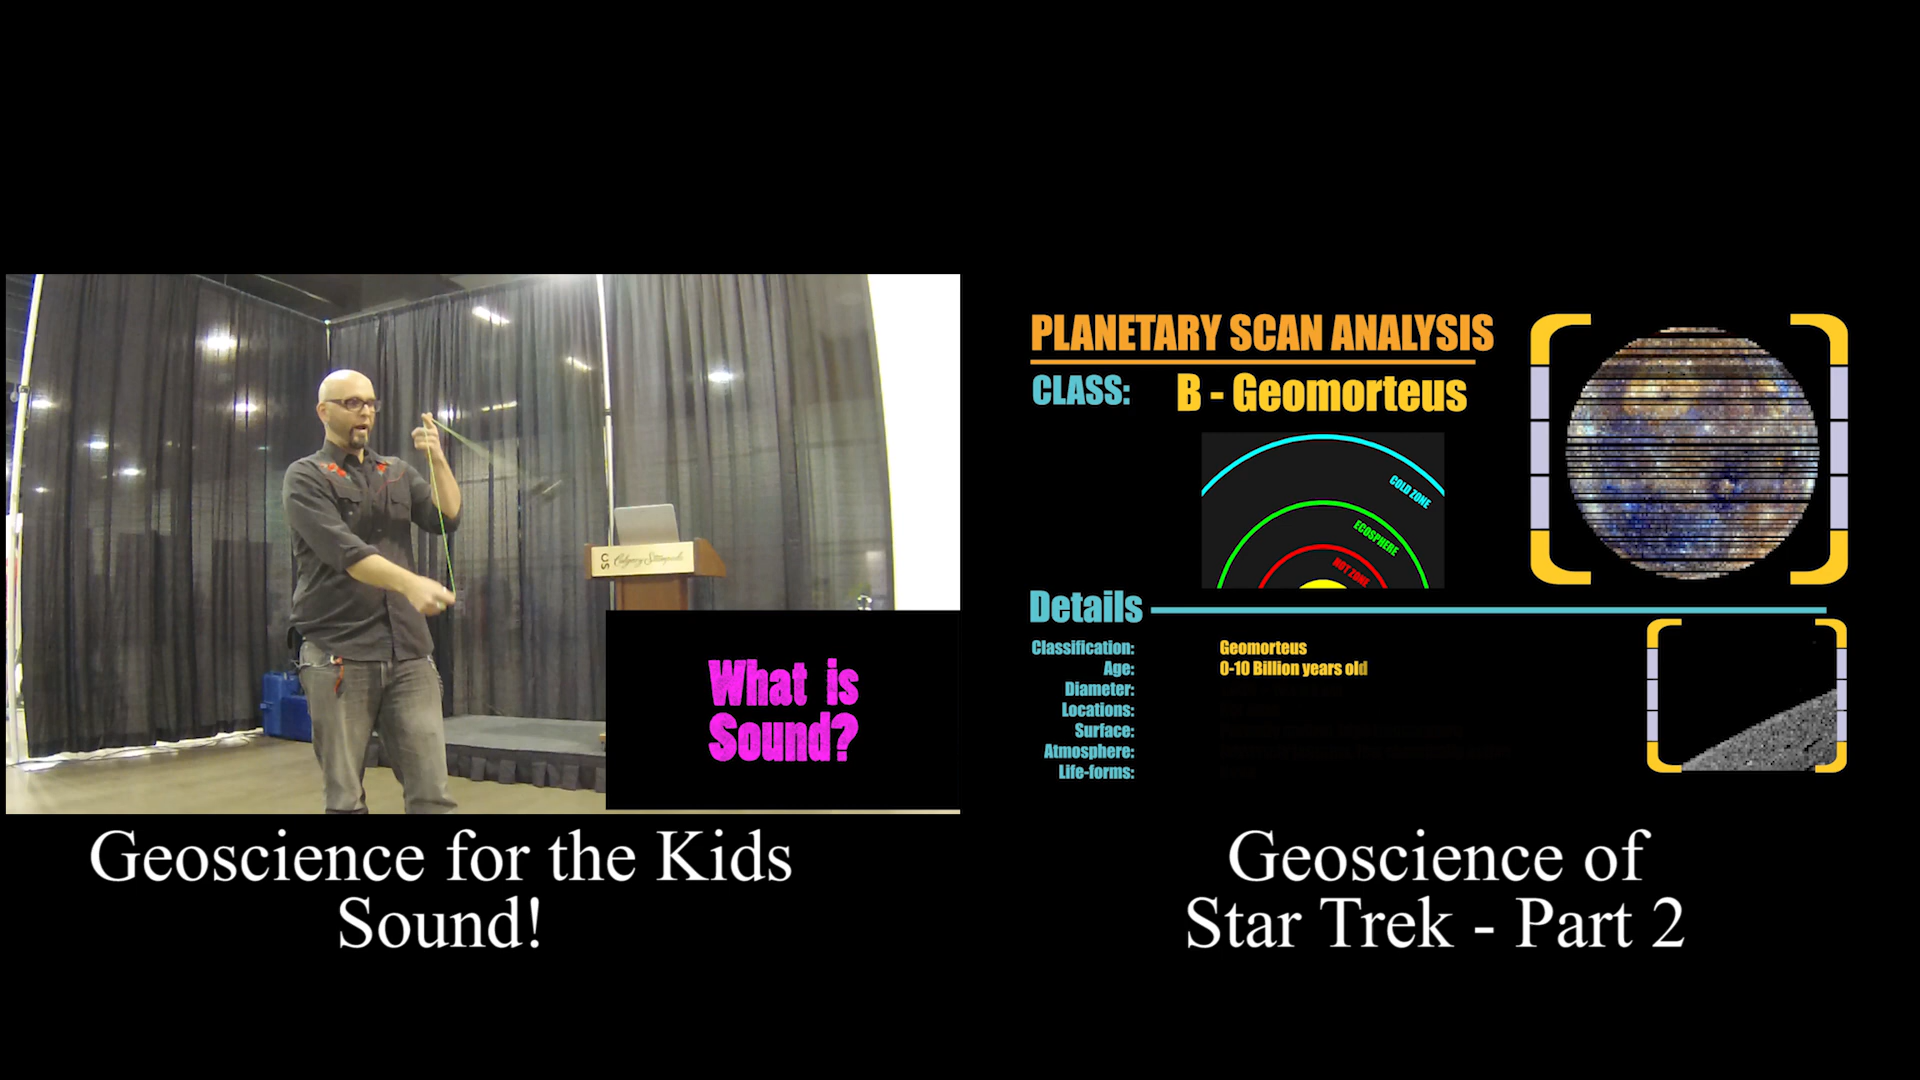 Calgary Stampede
What is
Sound?
Geoscience for the Kids
Sound!
PLANETARY SCAN ANALYSIS
CLASS: B - Geomorteus
COLD ZONE
ECOSPHERE
HOT ZONE
Details
Classification: Geomorteus
Age: 0-10 Billion years old
Diameter:
Locations:
Surface:
Atmosphere:
Life-forms:
Geoscience of
Star Trek - Part 2